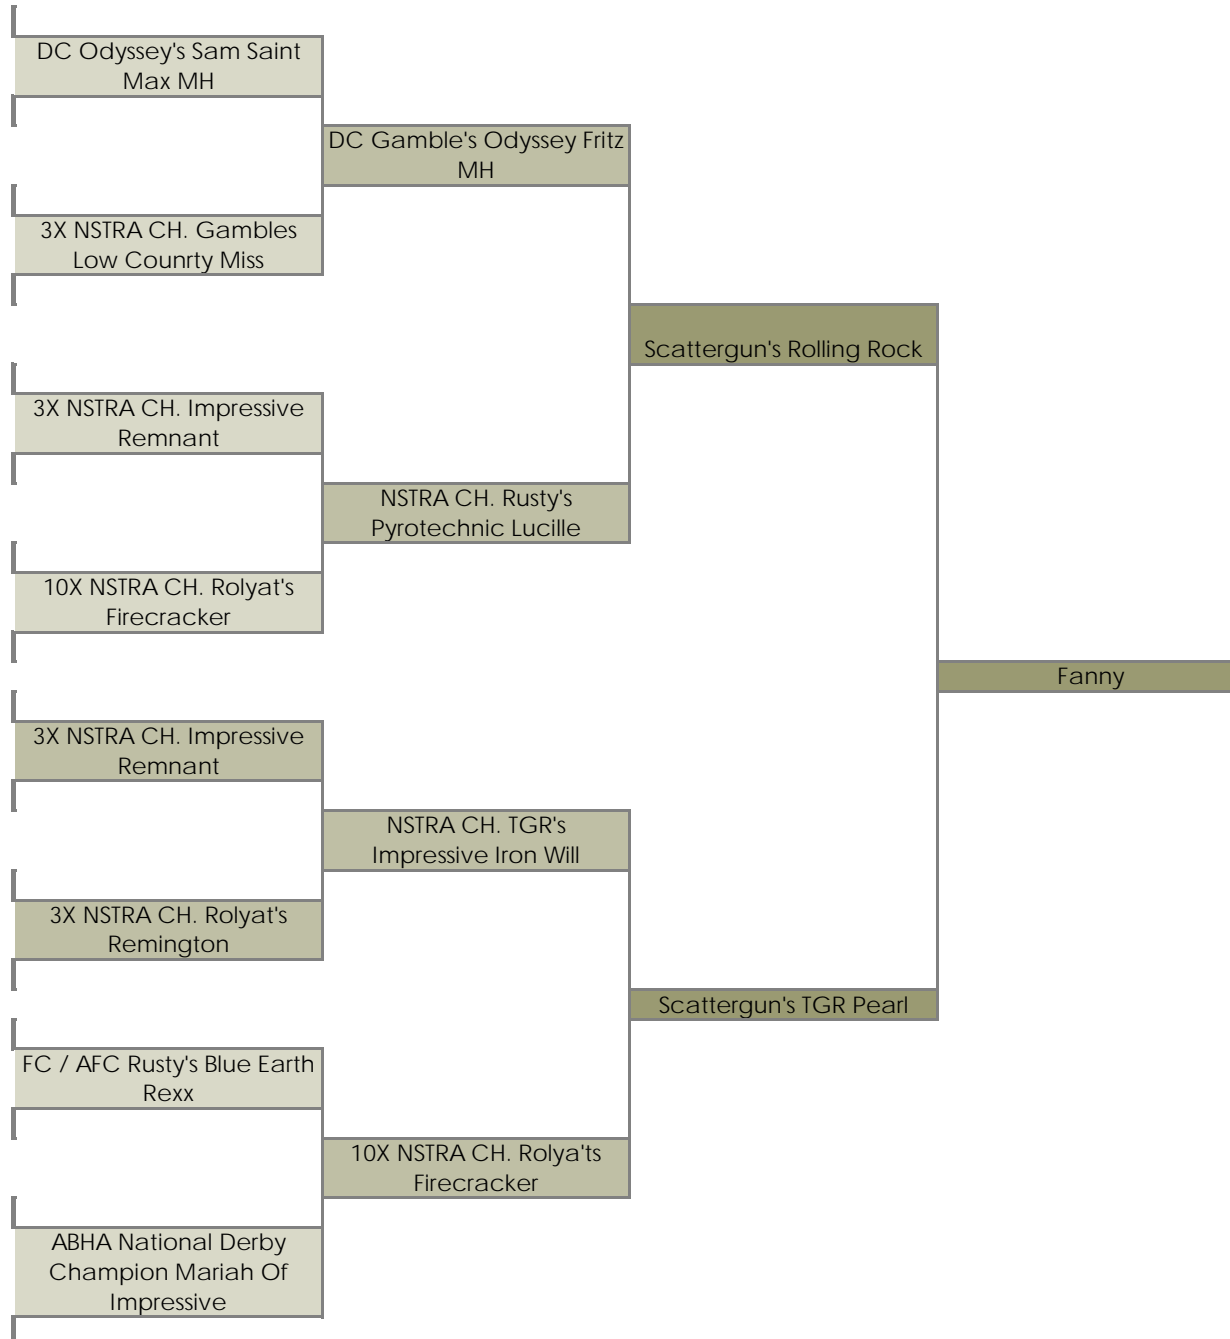 DC Odyssey's Sam Saint
Max MH
DC Gamble's Odyssey Fritz
MH
3X NSTRA CH. Gambles
Low Counrty Miss
Scattergun's Rolling Rock
3X NSTRA CH. Impressive
Remnant
NSTRA CH. Rusty's
Pyrotechnic Lucille
10X NSTRA CH. Rolyat's
Firecracker
Fanny
3X NSTRA CH. Impressive
Remnant
NSTRA CH. TGR's
Impressive Iron Will
3X NSTRA CH. Rolyat's
Remington
Scattergun's TGR Pearl
FC / AFC Rusty's Blue Earth
Rexx
10X NSTRA CH. Rolya'ts
Firecracker
ABHA National Derby
Champion Mariah Of
Impressive